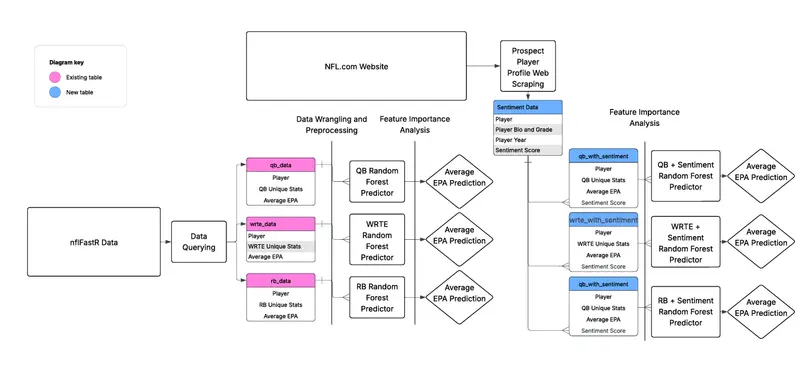 Diagram key
Existing table
New table
NFL.com Website
Prospect
Player
Profile Web
Scraping
Sentiment Data
Player
Player Bio and Grade
Player Year
Sentiment Score
Data Wrangling and
Preprocessing
Feature Importance
Analysis
Feature Importance
Analysis
nflFastR Data
Data
Querying
qb_data
Player
QB Unique Stats
Average EPA
QB Random
Forest
Predictor
Average
EPA Prediction
wrte_data
Player
WRTE Unique Stats
Average EPA
WRTE
Random
Forest
Predictor
Average
EPA Prediction
rb_data
Player
RB Unique Stats
Average EPA
RB Random
Forest
Predictor
Average
EPA Prediction
qb_with_sentiment
Player
QB Unique Stats
Average EPA
Sentiment Score
QB + Sentiment
Random Forest
Predictor
Average
EPA Prediction
wrte_with_sentiment
Player
WRTE Unique Stats
Average EPA
Sentiment Score
WRTE +
Sentiment
Random Forest
Predictor
Average
EPA Prediction
qb_with_sentiment
Player
QB Unique Stats
Average EPA
Sentiment Score
RB + Sentiment
Random Forest
Predictor
Average
EPA Prediction